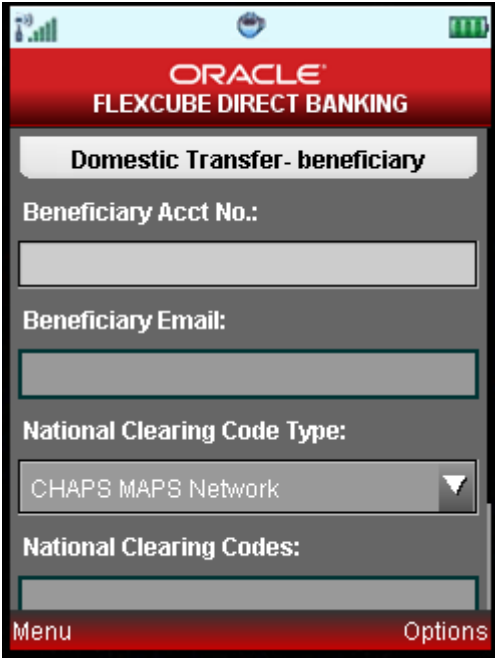 ORACLE
FLEXCUBE DIRECT BANKING
Domestic Transfer- beneficiary
Beneficiary Acct No.:
Beneficiary Email:
National Clearing Code Type:
CHAPS MAPS Network
National Clearing Codes:
Menu
Options